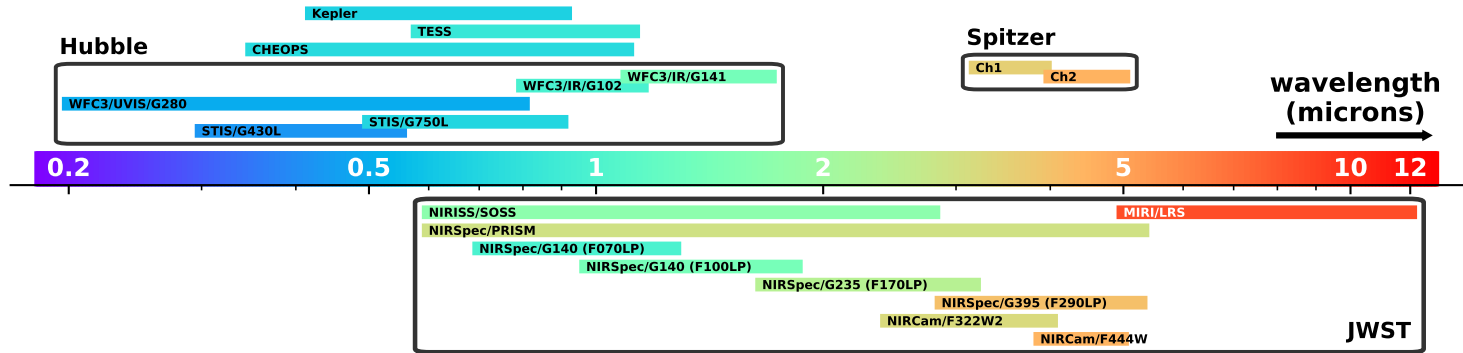 Kepler
TESS
CHEOPS
Hubble
WFC3/IR/G141
WFC3/IR/G102
WFC3/UVIS/G280
STIS/G750L
STIS/G430L
Spitzer
Ch1
Ch2
wavelength
(microns)
0.2 0.5 1 2 5 10 12
NIRISS/SOSS
MIRI/LRS
NIRSpec/PRISM
NIRSpec/G140 (F070LP)
NIRSpec/G140 (F100LP)
NIRSpec/G235 (F170LP)
NIRSpec/G395 (F290LP)
NIRCam/F322W2
NIRCam/F444W
JWST